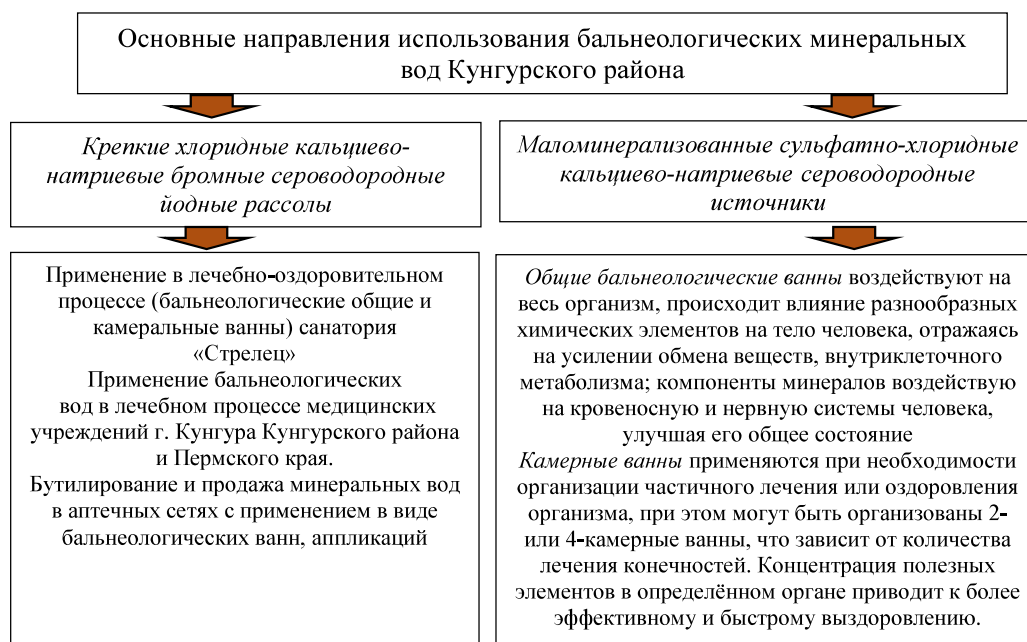 Основные направления использования бальнеологических минеральных
вод Кунгурского района
Крепкие хлоридные кальциево-
натриевые бромные сероводородные
йодные рассолы
Маломинерализованные сульфатно-хлоридные
кальциево-натриевые сероводородные
источники
Применение в лечебно-оздоровительном
процессе (бальнеологические общие и
камеральные ванны) санатория
«Стрелец»
Применение бальнеологических
вод в лечебном процессе медицинских
учреждений г. Кунгура Кунгурского района
и Пермского края.
Бутилирование и продажа минеральных вод
в аптечных сетях с применением в виде
бальнеологических ванн, аппликаций
Общие бальнеологические ванны воздействуют на
весь организм, происходит влияние разнообразных
химических элементов на тело человека, отражаясь
на усилении обмена веществ, внутриклеточного
метаболизма; компоненты минералов воздействую
на кровеносную и нервную системы человека,
улучшая его общее состояние
Камерные ванны применяются при необходимости
организации частичного лечения или оздоровления
организма, при этом могут быть организованы 2-
или 4-камерные ванны, что зависит от количества
лечения конечностей. Концентрация полезных
элементов в определённом органе приводит к более
эффективному и быстрому выздоровлению.